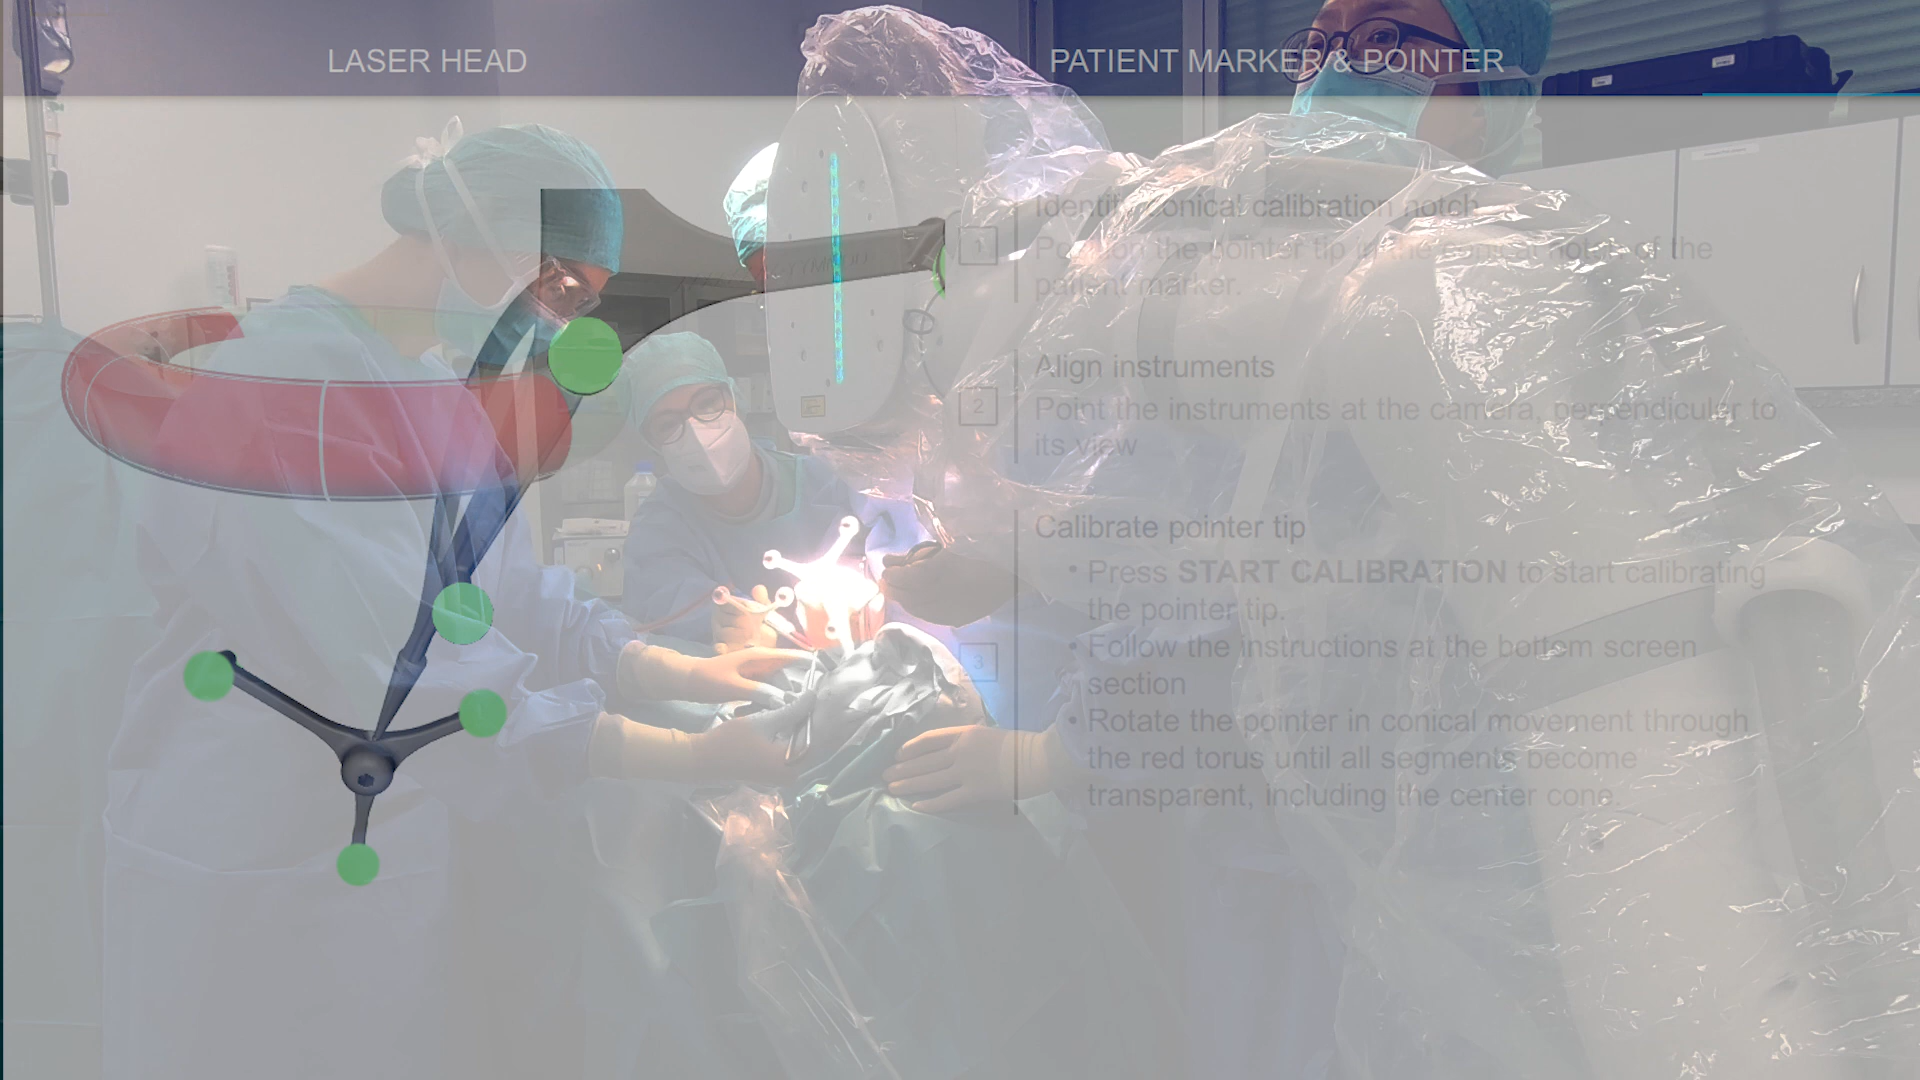 LASER HEAD
PATIENT MARKER & POINTER
1
Identify conical calibration notch
Position the pointer tip in the conical notch of the
patient marker.
2
Align instruments
Point the instruments at the camera, perpendicular to
its view
3
Calibrate pointer tip
• Press START CALIBRATION to start calibrating
the pointer tip.
• Follow the instructions at the bottom screen
section
• Rotate the pointer in conical movement through
the red torus until all segments become
transparent, including the center cone.